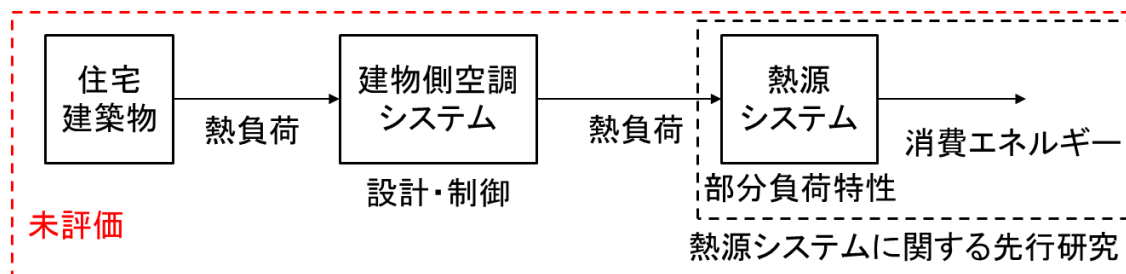 住宅
建築物
熱負荷
建物側空調
システム
設計・制御
熱負荷
熱源
システム
部分負荷特性
消費エネルギー
未評価
熱源システムに関する先行研究